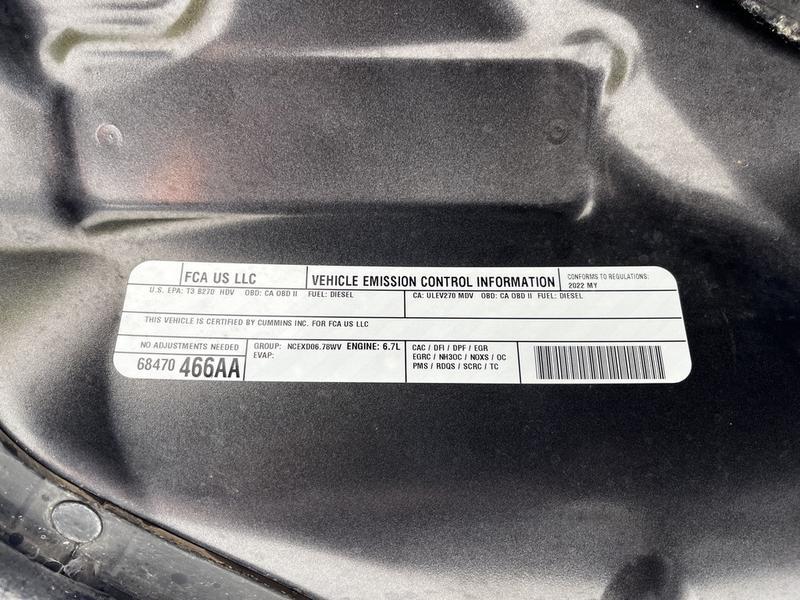 FCA US LLC
VEHICLE EMISSION CONTROL INFORMATION
CONFORMS TO REGULATIONS:
2022 MY
U.S. EPA: T3 B270 HDV OBD: CA OBD II FUEL: DIESEL
CA: ULEV270 MDV OBD: CA OBD II FUEL: DIESEL
THIS VEHICLE IS CERTIFIED BY CUMMINS INC. FOR FCA US LLC
NO ADJUSTMENTS NEEDED
68470 466AA
GROUP: NCEXD06.78WV ENGINE: 6.7L
EVAP:
CAC / DFI / DPF / EGR
EGRC / NH3OC / NOXS / OC
PMS / RDQS / SCRC / TC